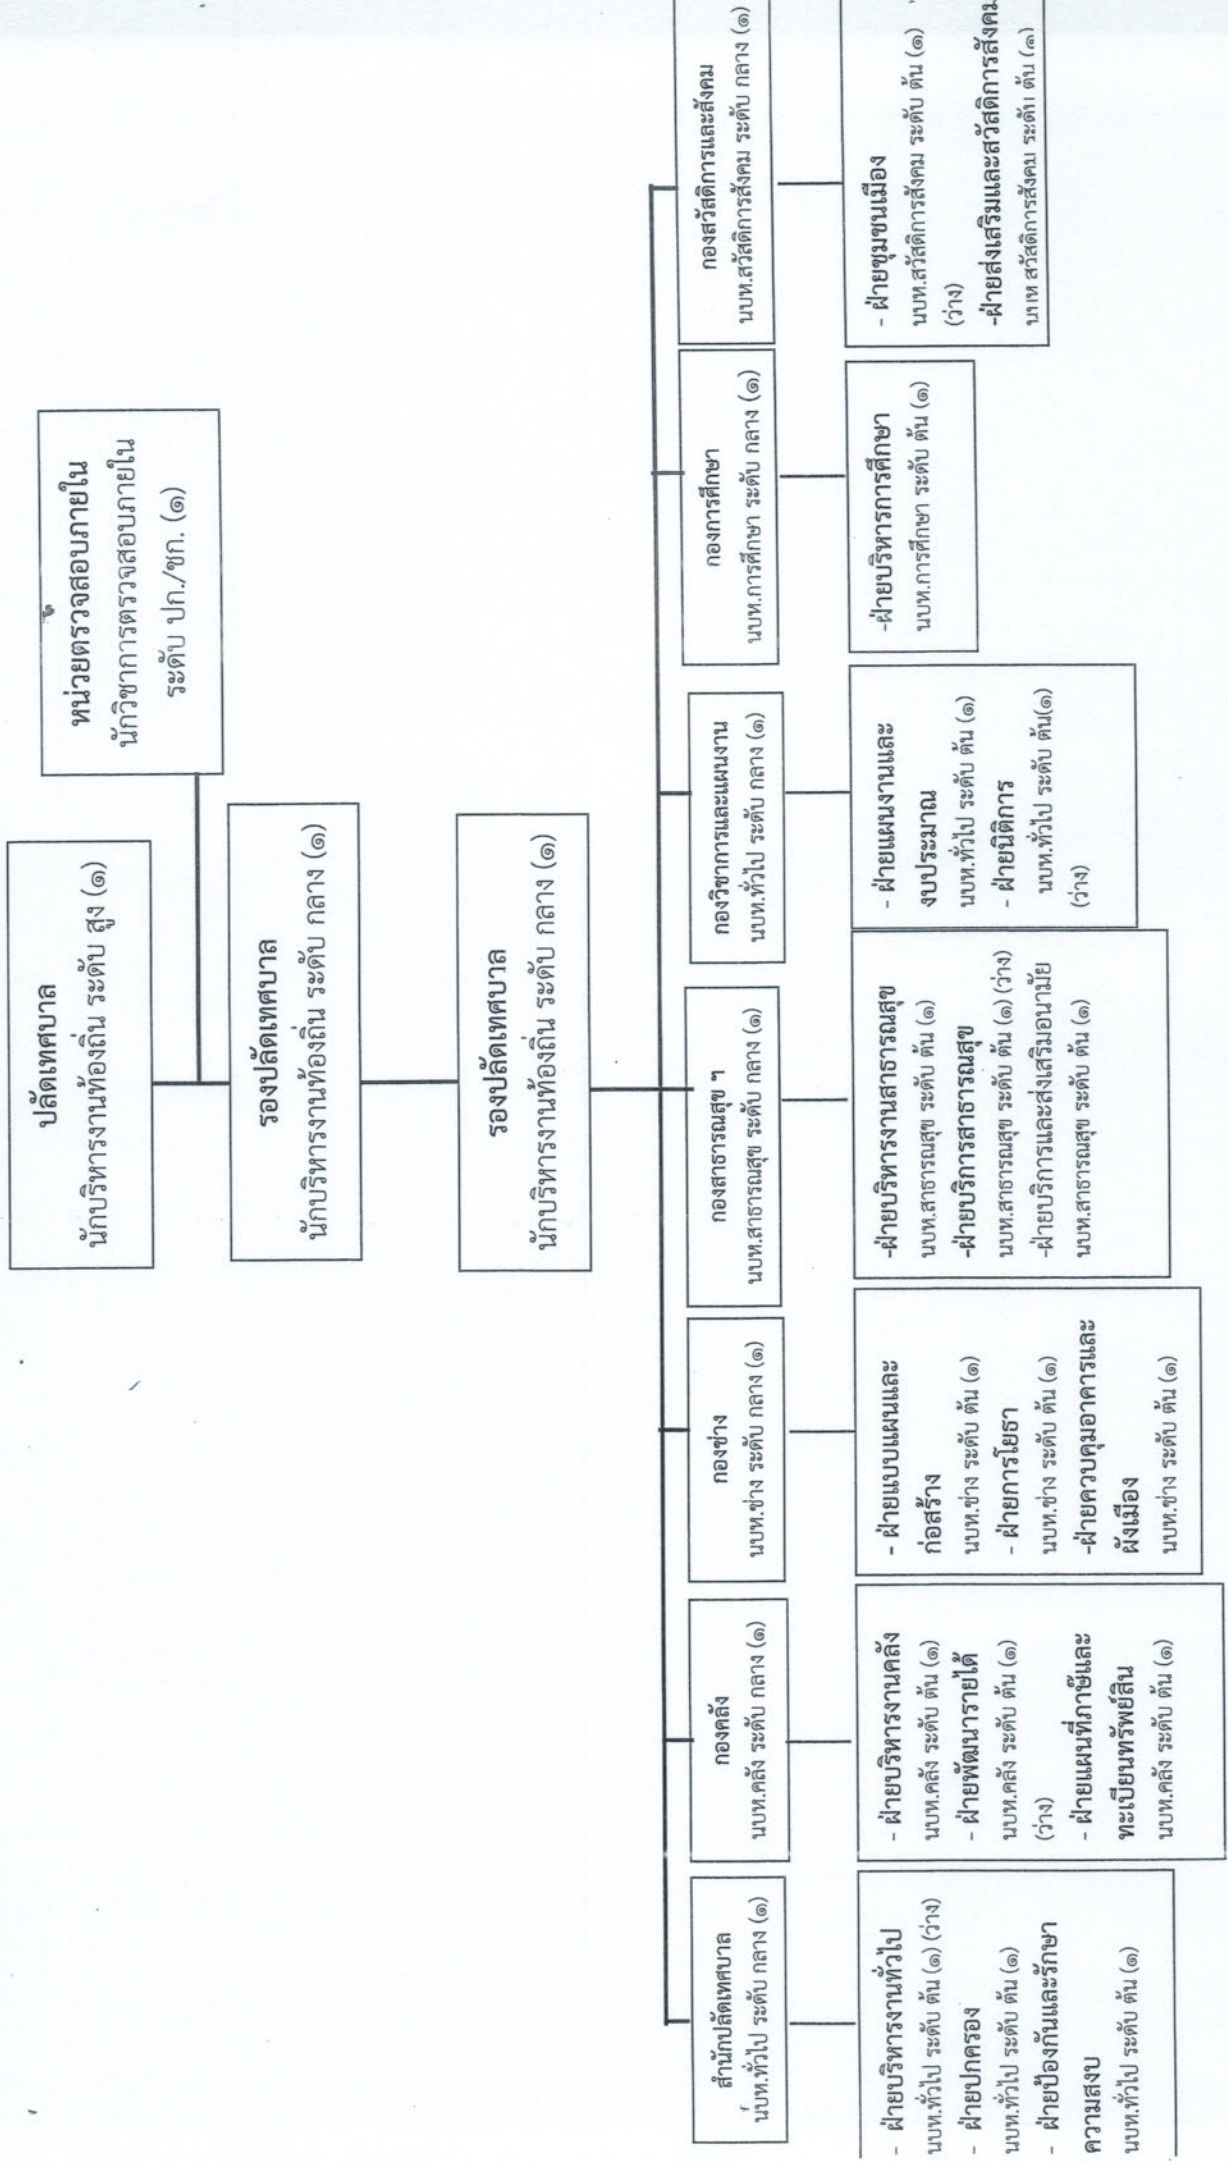 ปลัดเทศบาล
นักบริหารงานท้องถิ่น ระดับ สูง (๑)
หน่วยตรวจสอบภายใน
นักวิชาการตรวจสอบภายใน
ระดับ ปก./ชก. (๑)
รองปลัดเทศบาล
นักบริหารงานท้องถิ่น ระดับ กลาง (๑)
รองปลัดเทศบาล
นักบริหารงานท้องถิ่น ระดับ กลาง (๑)
สำนักปลัดเทศบาล
นบห.ทั่วไป ระดับ กลาง (๑)
กองคลัง
นบห.คลัง ระดับ กลาง (๑)
กองช่าง
นบห.ช่าง ระดับ กลาง (๑)
กองสาธารณสุข ฯ
นบห.สาธารณสุข ระดับ กลาง (๑)
กองวิชาการและแผนงาน
นบห.ทั่วไป ระดับ กลาง (๑)
กองการศึกษา
นบห.การศึกษา ระดับ กลาง (๑)
กองสวัสดิการและสังคม
นบห.สวัสดิการสังคม ระดับ กลาง (๑)
- ฝ่ายบริหารงานทั่วไป
นบห.ทั่วไป ระดับ ต้น (๑) (ว่าง)
- ฝ่ายปกครอง
นบห.ทั่วไป ระดับ ต้น (๑)
- ฝ่ายป้องกันและรักษา
ความสงบ
นบห.ทั่วไป ระดับ ต้น (๑)
- ฝ่ายบริหารงานคลัง
นบห.คลัง ระดับ ต้น (๑)
- ฝ่ายพัฒนารายได้
นบห.คลัง ระดับ ต้น (๑)
(ว่าง)
- ฝ่ายแผนที่ภาษีและ
ทะเบียนทรัพย์สิน
นบห.คลัง ระดับ ต้น (๑)
- ฝ่ายแบบแผนและ
ก่อสร้าง
นบห.ช่าง ระดับ ต้น (๑)
- ฝ่ายการโยธา
นบห.ช่าง ระดับ ต้น (๑)
-ฝ่ายควบคุมอาคารและ
ผังเมือง
นบห.ช่าง ระดับ ต้น (๑)
-ฝ่ายบริหารงานสาธารณสุข
นบห.สาธารณสุข ระดับ ต้น (๑)
-ฝ่ายบริการสาธารณสุข
นบห.สาธารณสุข ระดับ ต้น (๑) (ว่าง)
-ฝ่ายบริการและส่งเสริมอนามัย
นบห.สาธารณสุข ระดับ ต้น (๑)
- ฝ่ายแผนงานและ
งบประมาณ
นบห.ทั่วไป ระดับ ต้น (๑)
- ฝ่ายนิติการ
นบห.ทั่วไป ระดับ ต้น(๑)
(ว่าง)
-ฝ่ายบริหารการศึกษา
นบห.การศึกษา ระดับ ต้น (๑)
- ฝ่ายชุมชนเมือง
นบห.สวัสดิการสังคม ระดับ ต้น (๑)
(ว่าง)
-ฝ่ายส่งเสริมและสวัสดิการสังคม
นบห สวัสดิการสังคม ระดับ ต้น (๑)